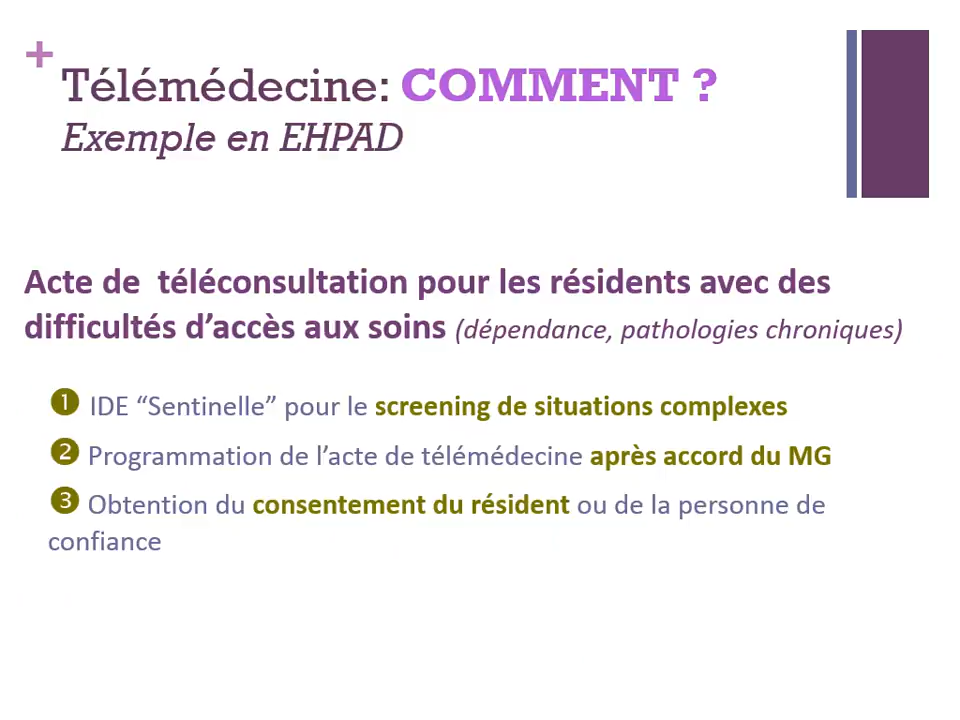 +
Télémédecine: COMMENT ?
Exemple en EHPAD
Acte de  téléconsultation pour les résidents avec des
difficultés d’accès aux soins (dépendance, pathologies chroniques)
❶ IDE “Sentinelle” pour le screening de situations complexes
❷ Programmation de l’acte de télémédecine après accord du MG
❸ Obtention du consentement du résident ou de la personne de
confiance